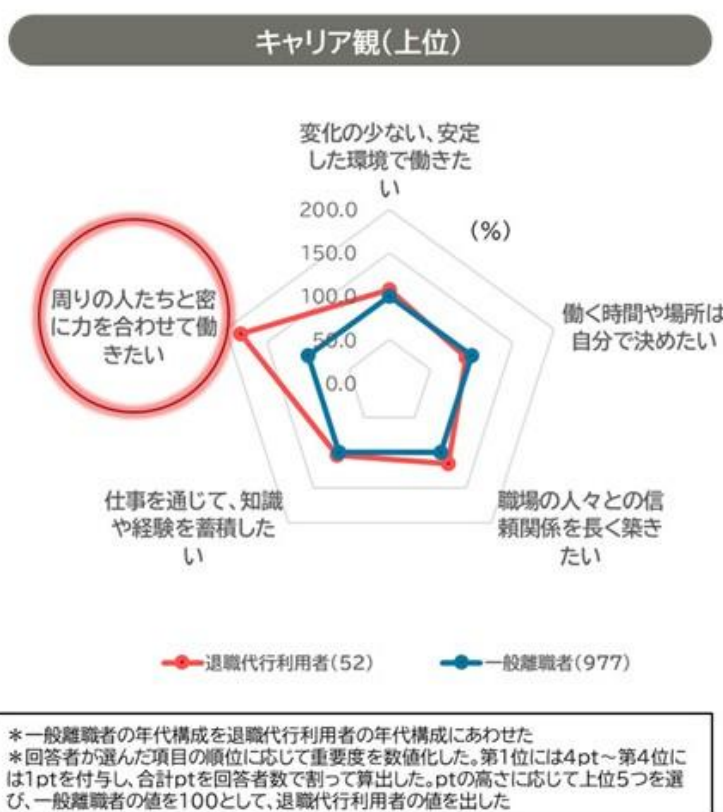 キャリア観(上位)
変化の少ない、安定
した環境で働きた
い
200.0
(%)
150.0
100.0
50.0
0.0
周りの人たちと密
に力を合わせて働
きたい
働く時間や場所は
自分で決めたい
仕事を通じて、知識
や経験を蓄積した
い
職場の人々との信
頼関係を長く築き
たい
退職代行利用者(52)
一般離職者(977)
*一般離職者の年代構成を退職代行利用者の年代構成にあわせた
*回答者が選んだ項目の順位に応じて重要度を数値化した。第1位には4pt~第4位に
は1ptを付与し、合計ptを回答者数で割って算出した。ptの高さに応じて上位5つを選
び、一般離職者の値を100として、退職代行利用者の値を出した